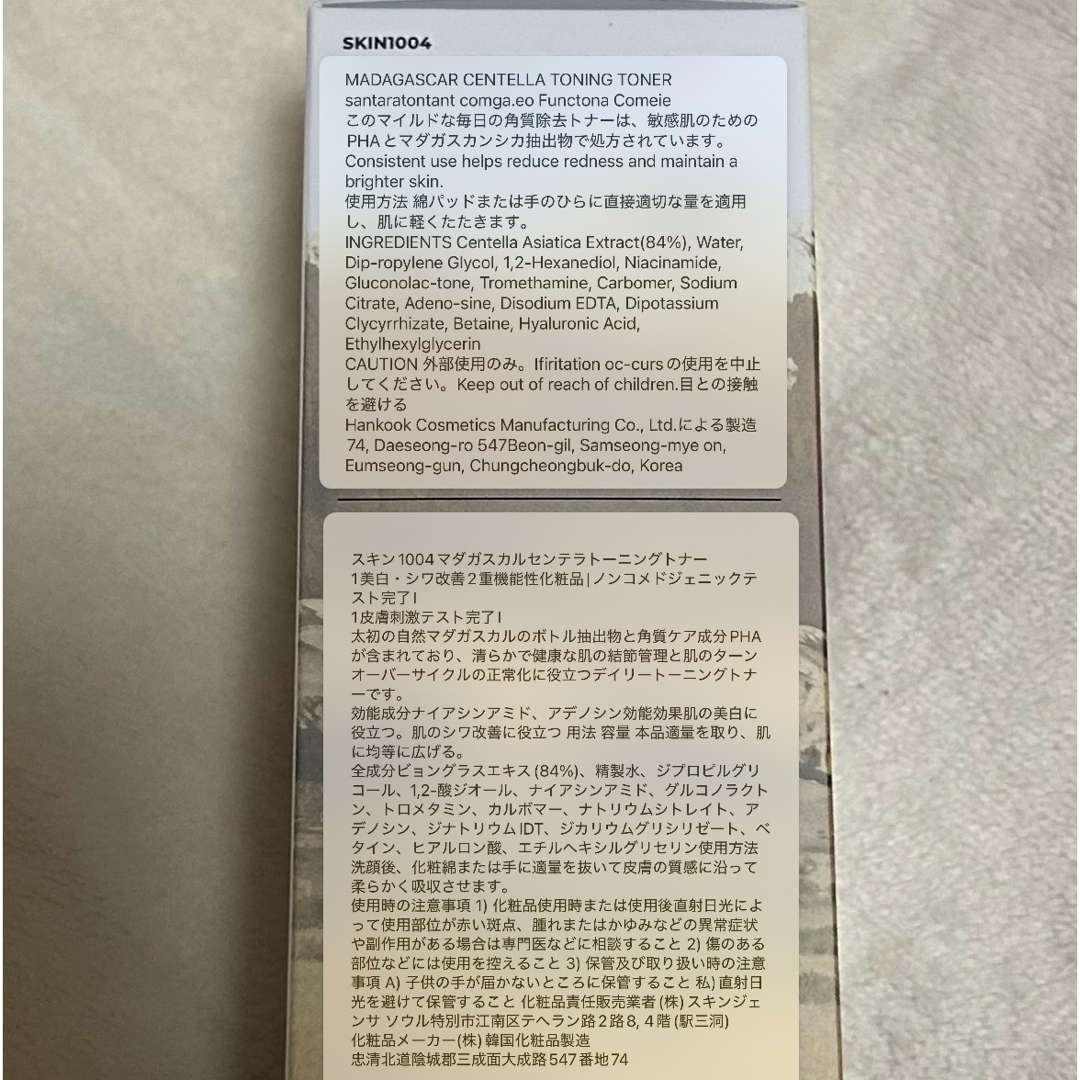 SKIN1004
MADAGASCAR CENTELLA TONING TONER
santaratontant comga.eo Functona Comeie
このマイルドな毎日の角質除去トナーは、敏感肌のための
PHAとマダガスカンシカ抽出物で処方されています。
Consistent use helps reduce redness and maintain a
brighter skin.
使用方法 綿パッドまたは手のひらに直接適切な量を適用
し、肌に軽くたたきます。
INGREDIENTS Centella Asiatica Extract(84%), Water,
Dip-ropylene Glycol, 1,2-Hexanediol, Niacinamide,
Gluconolac-tone, Tromethamine, Carbomer, Sodium
Citrate, Adeno-sine, Disodium EDTA, Dipotassium
Clycyrrhizate, Betaine, Hyaluronic Acid,
Ethylhexylglycerin
CAUTION 外部使用のみ。Ifiritation oc-cursの使用を中止
してください。Keep out of reach of children.目との接触
を避ける
Hankook Cosmetics Manufacturing Co., Ltd.による製造
74, Daeseong-ro 547Beon-gil, Samseong-mye on,
Eumseong-gun, Chungcheongbuk-do, Korea
スキン1004マダガスカルセンテラトーニングトナー
1美白・シワ改善2重機能性化粧品|ノンコメドジェニックテ
スト完了I
1皮膚刺激テスト完了I
太初の自然マダガスカルのボトル抽出物と角質ケア成分PHA
が含まれており、清らかで健康な肌の結節管理と肌のターン
オーバーサイクルの正常化に役立つデイリートーニングトナ
ーです。
効能成分ナイアシンアミド、アデノシン効能効果肌の美白に
役立つ。肌のシワ改善に役立つ 用法 容量 本品適量を取り、肌
に均等に広げる。
全成分ビョングラスエキス(84%)、精製水、ジプロピルグリ
コール、1,2-酸ジオール、ナイアシンアミド、グルコノラクト
ン、トロメタミン、カルボマー、ナトリウムシトレイト、ア
デノシン、ジナトリウムIDT、ジカリウムグリシリゼート、ベ
タイン、ヒアルロン酸、エチルヘキシルグリセリン使用方法
洗顔後、化粧綿または手に適量を抜いて皮膚の質感に沿って
柔らかく吸収させます。
使用時の注意事項 1) 化粧品使用時または使用後直射日光によ
って使用部位が赤い斑点、腫れまたはかゆみなどの異常症状
や副作用がある場合は専門医などに相談すること 2) 傷のある
部位などには使用を控えること 3) 保管及び取り扱い時の注意
事項 A) 子供の手が届かないところに保管すること 私) 直射日
光を避けて保管すること 化粧品責任販売業者(株)スキンジェ
ンサ ソウル特別市江南区テヘラン路2路8, 4階(駅三洞)
化粧品メーカー(株)韓国化粧品製造
忠清北道陰城郡三成面大成路547番地74